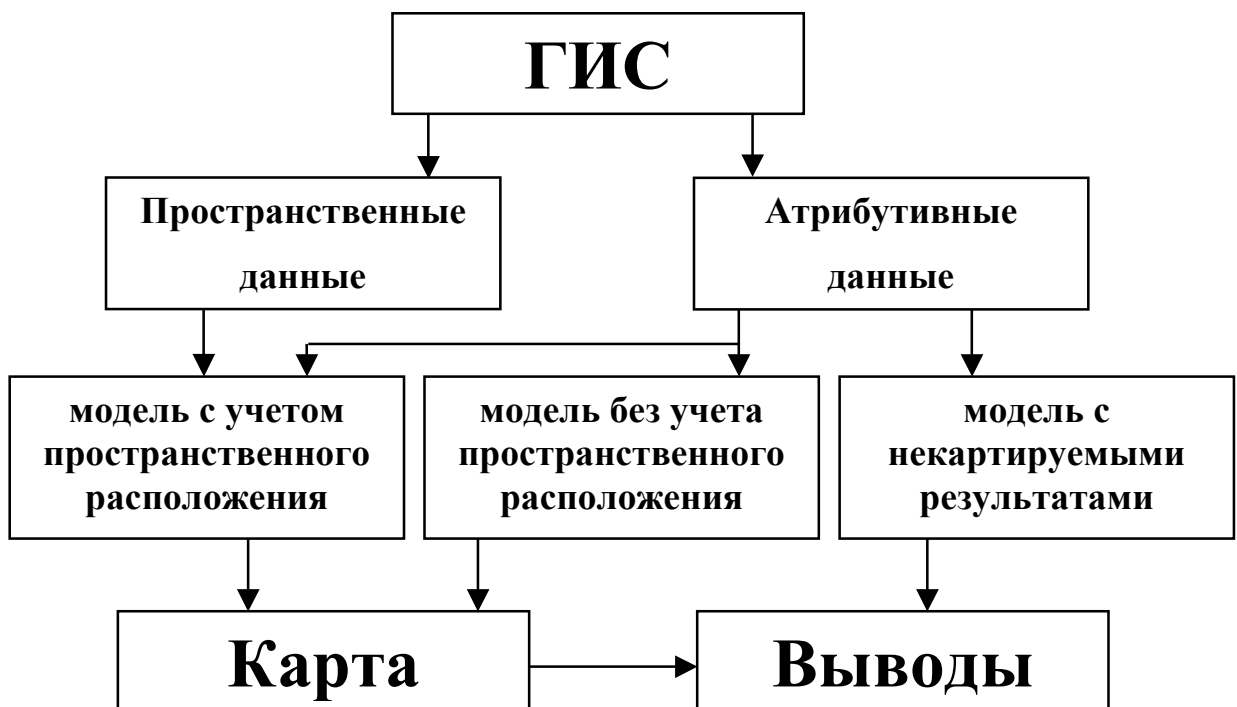 ГИС
Пространственные
данные
Атрибутивные
данные
модель с учетом
пространственного
расположения
модель без учета
пространственного
расположения
модель с
некартируемыми
результатами
Карта
Выводы